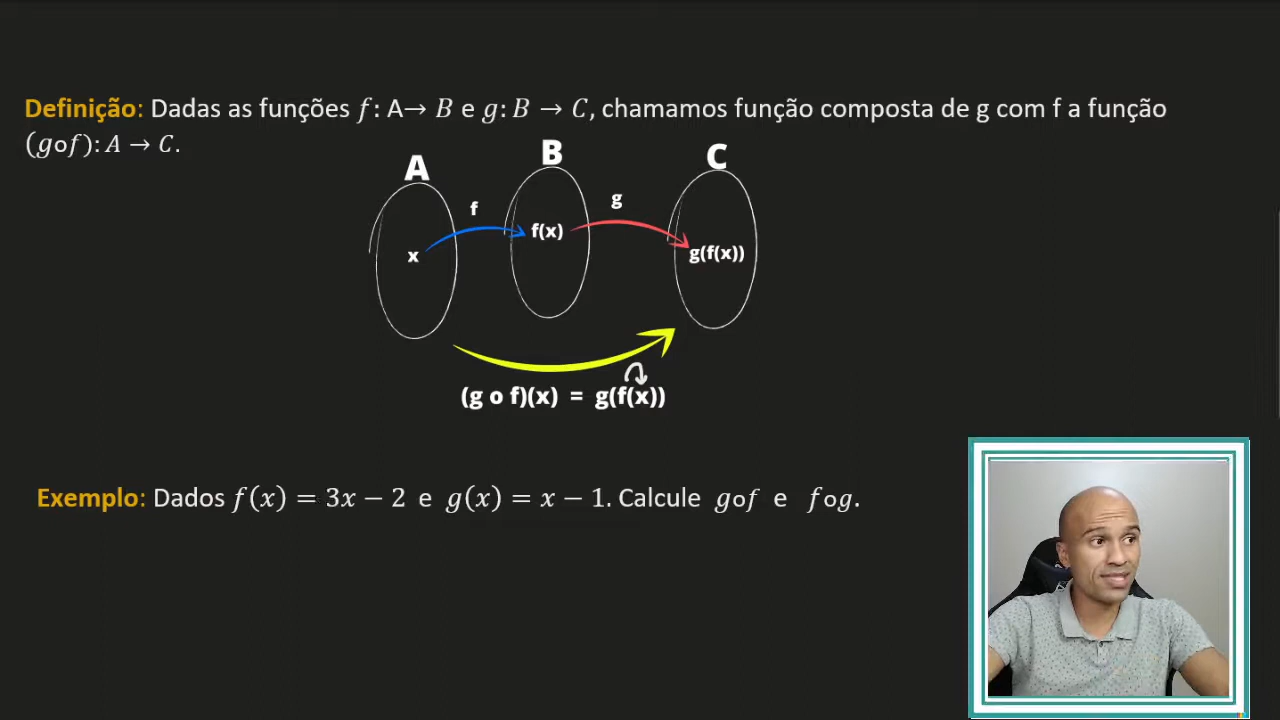 Definição: Dadas as funções f: A→ B e g: B → C, chamamos função composta de g com f a função
(gof): A → C.
A B C
f g
x f(x) g(f(x))
(g o f)(x) = g(f(x))
Exemplo: Dados f(x) = 3x − 2 e g(x) = x − 1. Calcule gof e fog.